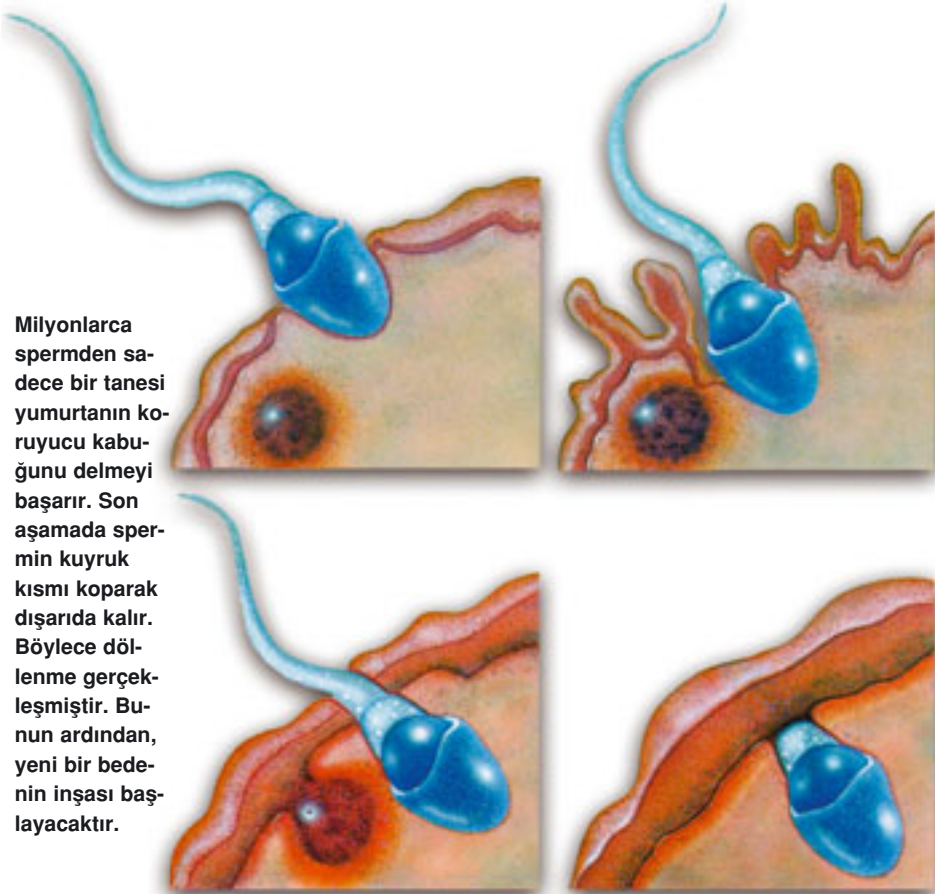 Milyonlarca
spermden sa-
dece bir tanesi
yumurtanın ko-
ruyucu kabu-
ğunu delmeyi
başarır. Son
aşamada sper-
min kuyruk
kısmı koparak
dışarıda kalır.
Böylece döl-
lenme gerçek-
leşmiştir. Bu-
nun ardından,
yeni bir bede-
nin inşası baş-
layacaktır.